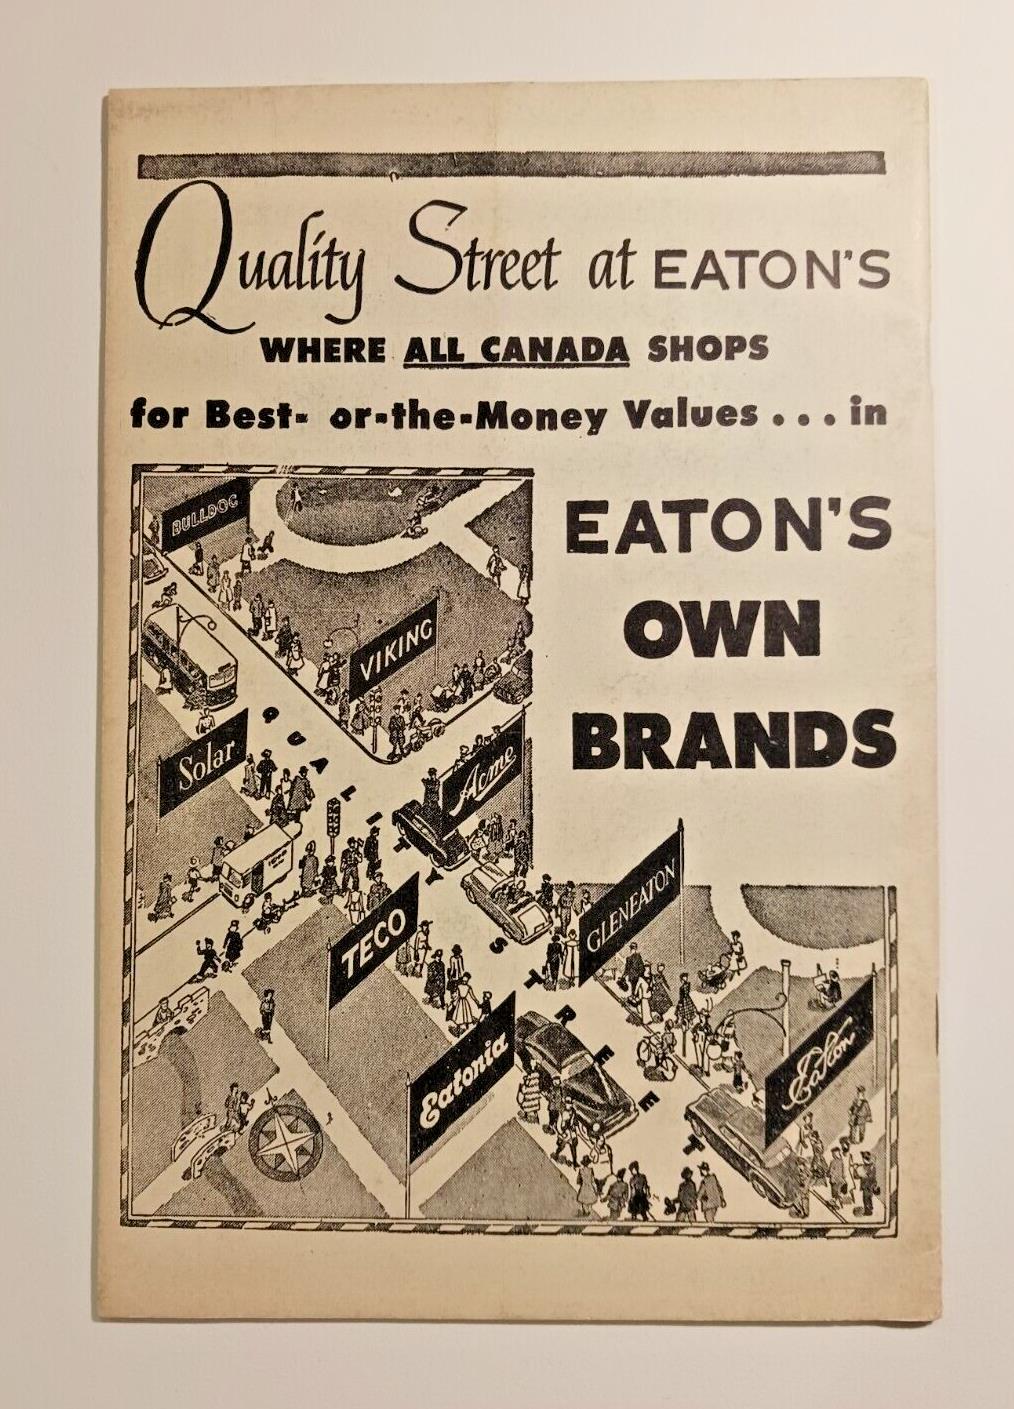 Quality Street at EATON'S
WHERE ALL CANADA SHOPS
for Best- or-the-Money Values . . . in
EATON'S
OWN
BRANDS
BULLDOG
VIKING
Solar
Acme
QUALITY STREET
GLENEATON
TECO
Eatonia
Eaton